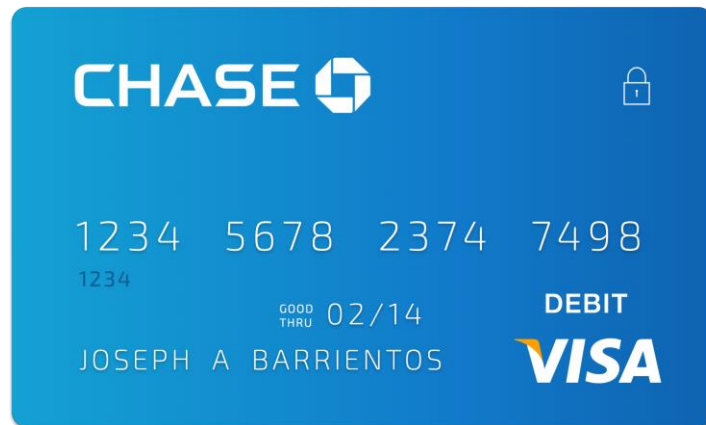 CHASE
1234 5678 2374 7498
1234
GOOD THRU 02/14
DEBIT
JOSEPH A BARRIENTOS
VISA